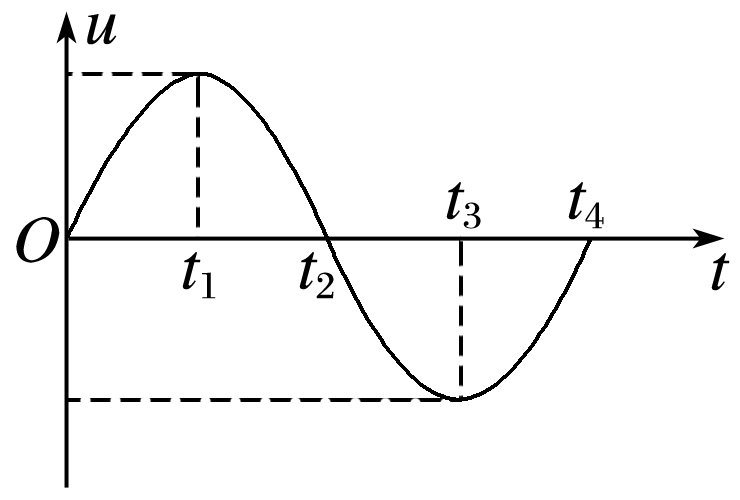 u
t₃ t₄
O
t₁ t₂ t